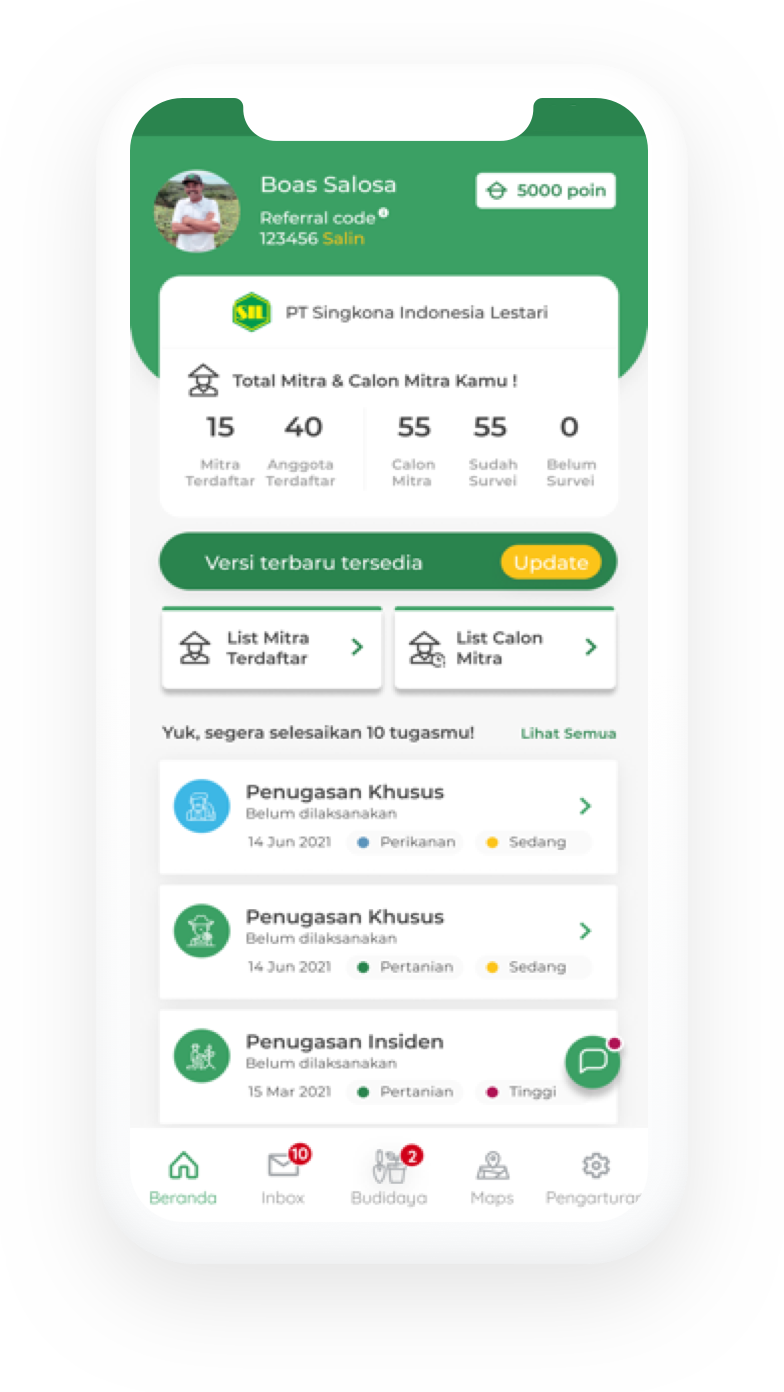 Boas Salosa
5000 poin
Referral code
123456 Salin
SIL
PT Singkona Indonesia Lestari
Total Mitra & Calon Mitra Kamu !
15 40 55 55 0
Mitra Anggota Calon Sudah Belum
Terdaftar Terdaftar Mitra Survei Survei
Versi terbaru tersedia Update
List Mitra
Terdaftar
List Calon
Mitra
Yuk, segera selesaikan 10 tugasmu! Lihat Semua
Penugasan Khusus
Belum dilaksanakan
14 Jun 2021 Perikanan Sedang
Penugasan Khusus
Belum dilaksanakan
14 Jun 2021 Pertanian Sedang
Penugasan Insiden
Belum dilaksanakan
15 Mar 2021 Pertanian Tinggi
10 2
Beranda Inbox Budidaya Maps Pengarturar